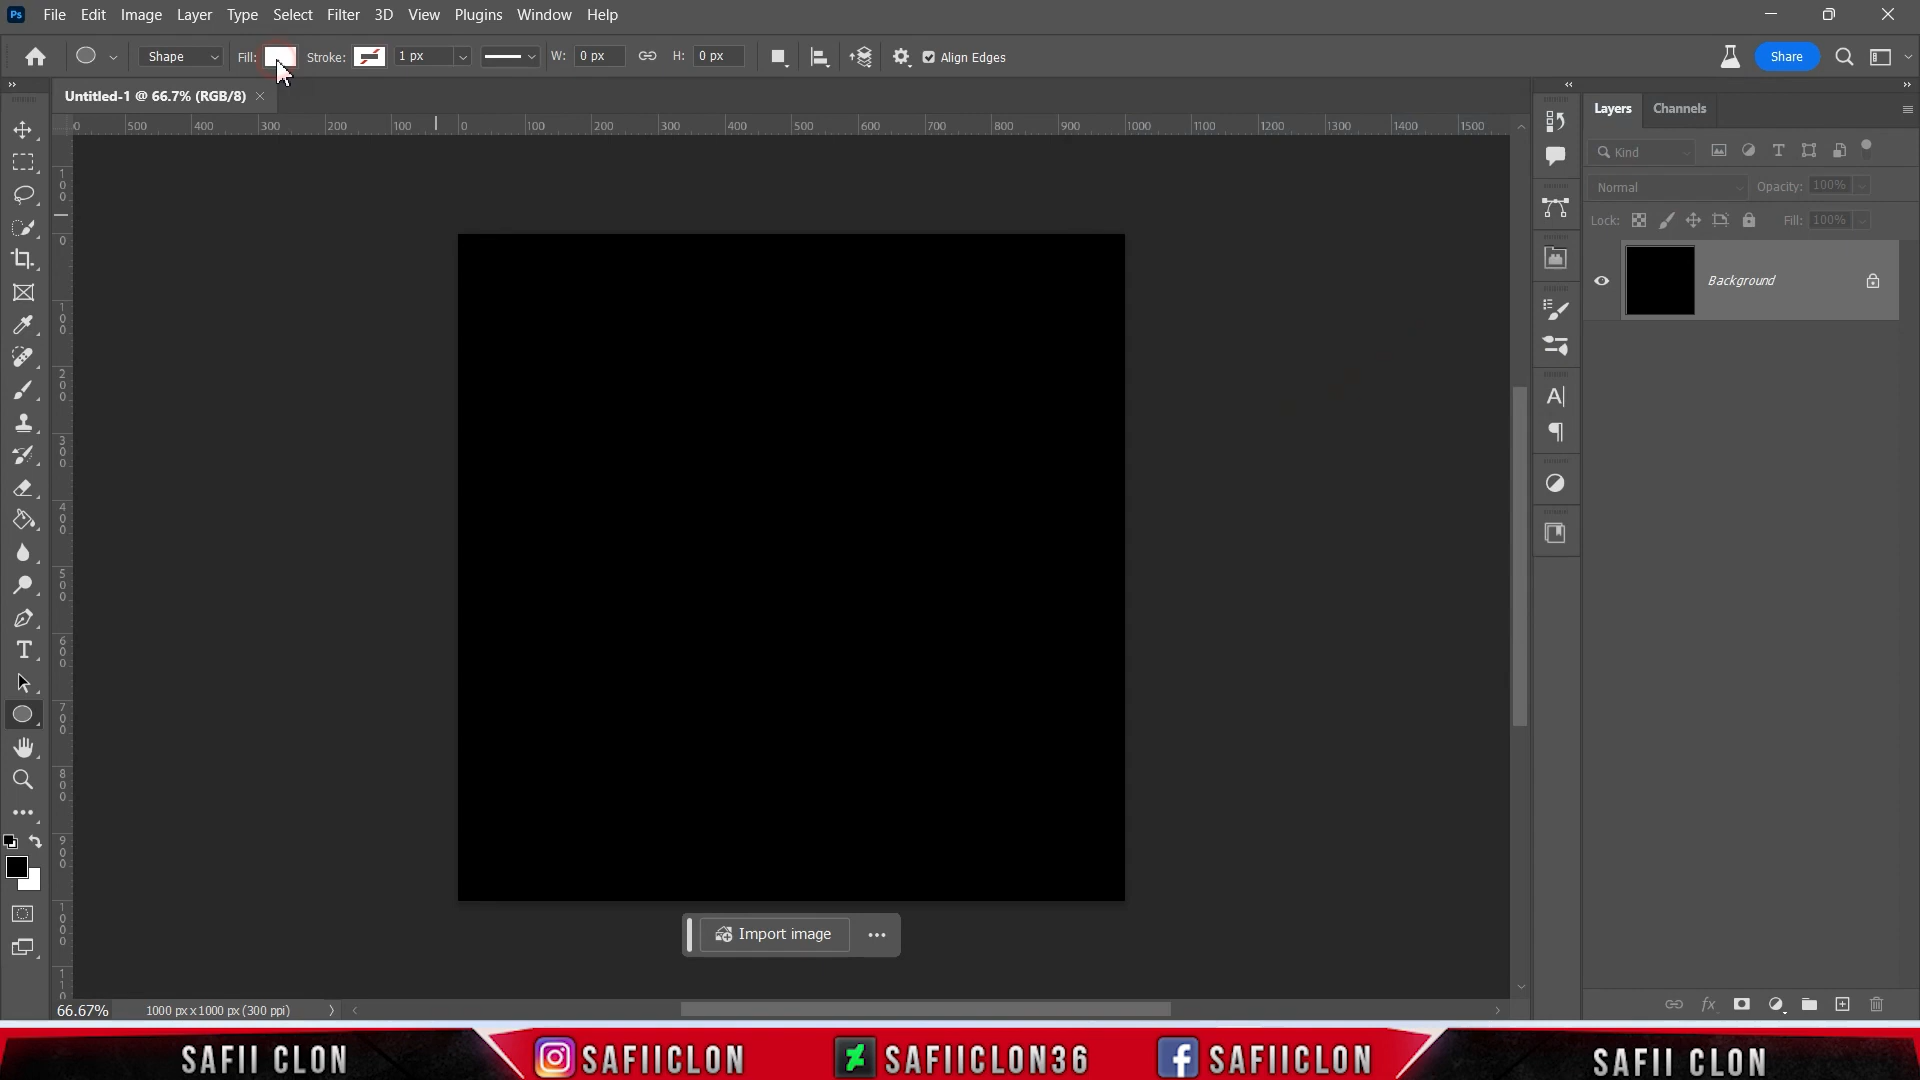 Ps File Edit Image Layer Type Select Filter 3D View Plugins Window Help
Shape Fill: Stroke: 1 px W: 0 px H: 0 px Align Edges Share
Untitled-1 @ 66.7% (RGB/8)
0 500 400 300 200 100 0 100 200 300 400 500 600 700 800 900 1000 1100 1200 1300 1400 1500
100
0
100
200
300
400
500
600
700
800
900
1000
110
Layers Channels
Kind
Normal Opacity: 100%
Lock: Fill: 100%
Background
Import image
fx
66.67% 1000 px x 1000 px (300 ppi)
SAFII CLON SAFIICLON SAFIICLON36 SAFIICLON SAFII CLON